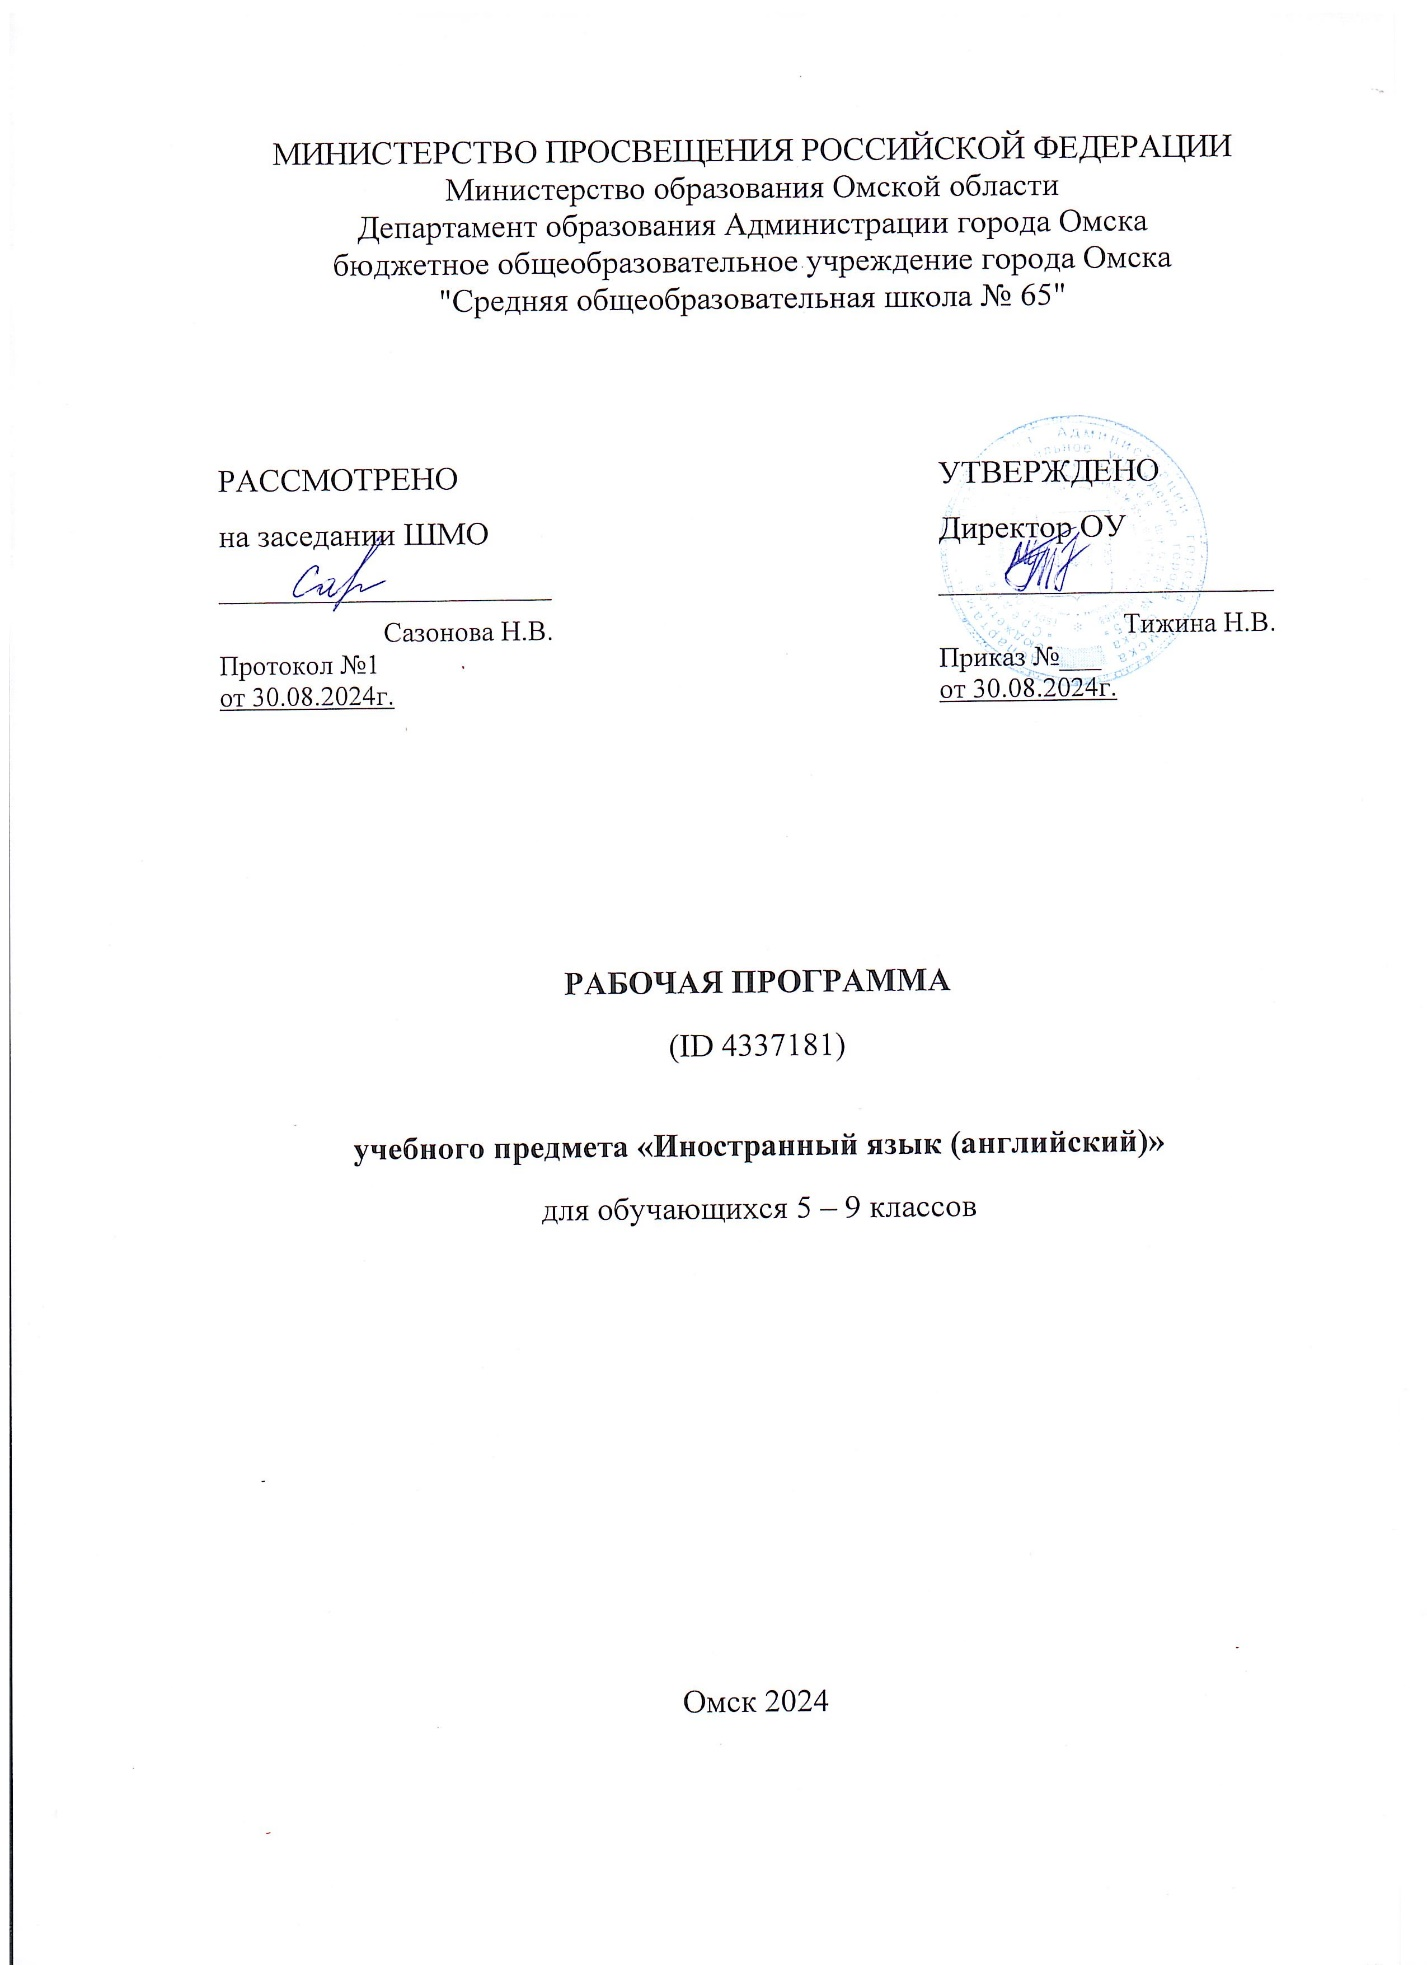 МИНИСТЕРСТВО ПРОСВЕЩЕНИЯ РОССИЙСКОЙ ФЕДЕРАЦИИ
Министерство образования Омской области
Департамент образования Администрации города Омска
бюджетное общеобразовательное учреждение города Омска
"Средняя общеобразовательная школа № 65"
РАССМОТРЕНО
на заседании ШМО
Сазонова Н.В.
Протокол №1
от 30.08.2024г.
УТВЕРЖДЕНО
Директор ОУ
Тижина Н.В.
Приказ №___
от 30.08.2024г.
РАБОЧАЯ ПРОГРАММА
(ID 4337181)
учебного предмета «Иностранный язык (английский)»
для обучающихся 5 – 9 классов
Омск 2024